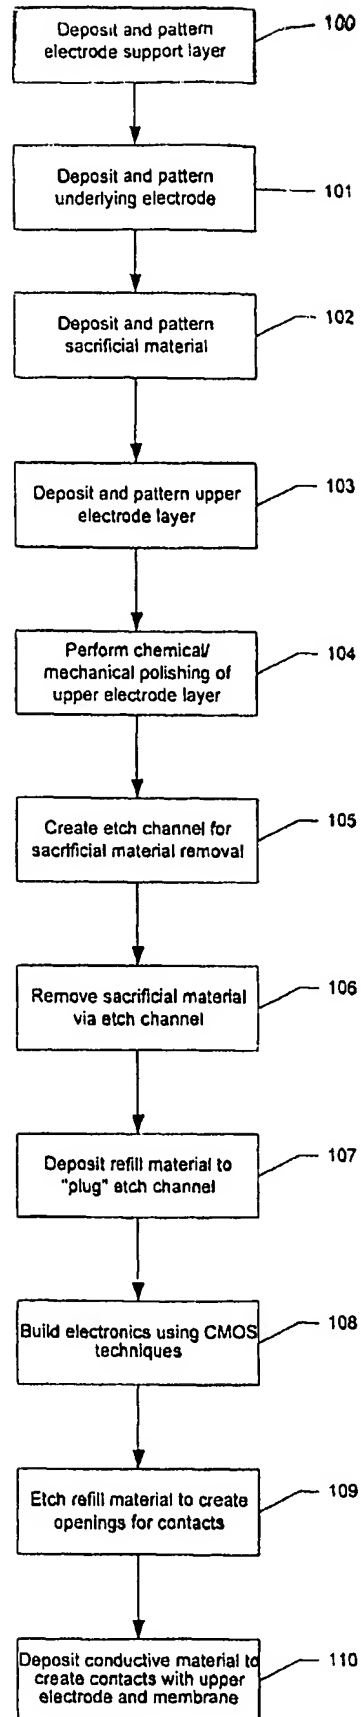 Deposit and pattern
electrode support layer
100
Deposit and pattern
underlying electrode
101
Deposit and pattern
sacrificial material
102
Deposit and pattern upper
electrode layer
103
Perform chemical/
mechanical polishing of
upper electrode layer
104
Create etch channel for
sacrificial material removal
105
Remove sacrificial material
via etch channel
106
Deposit refill material to
"plug" etch channel
107
Build electronics using CMOS
techniques
108
Etch refill material to create
openings for contacts
109
Deposit conductive material to
create contacts with upper
electrode and membrane
110